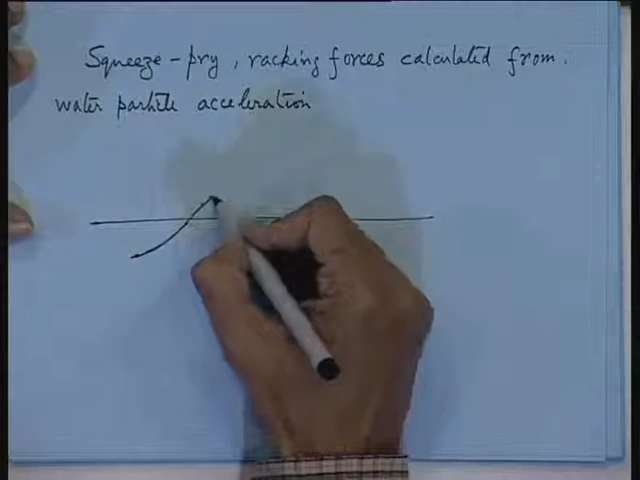 Squeeze - pry, racking forces calculated from.
water particle acceleration